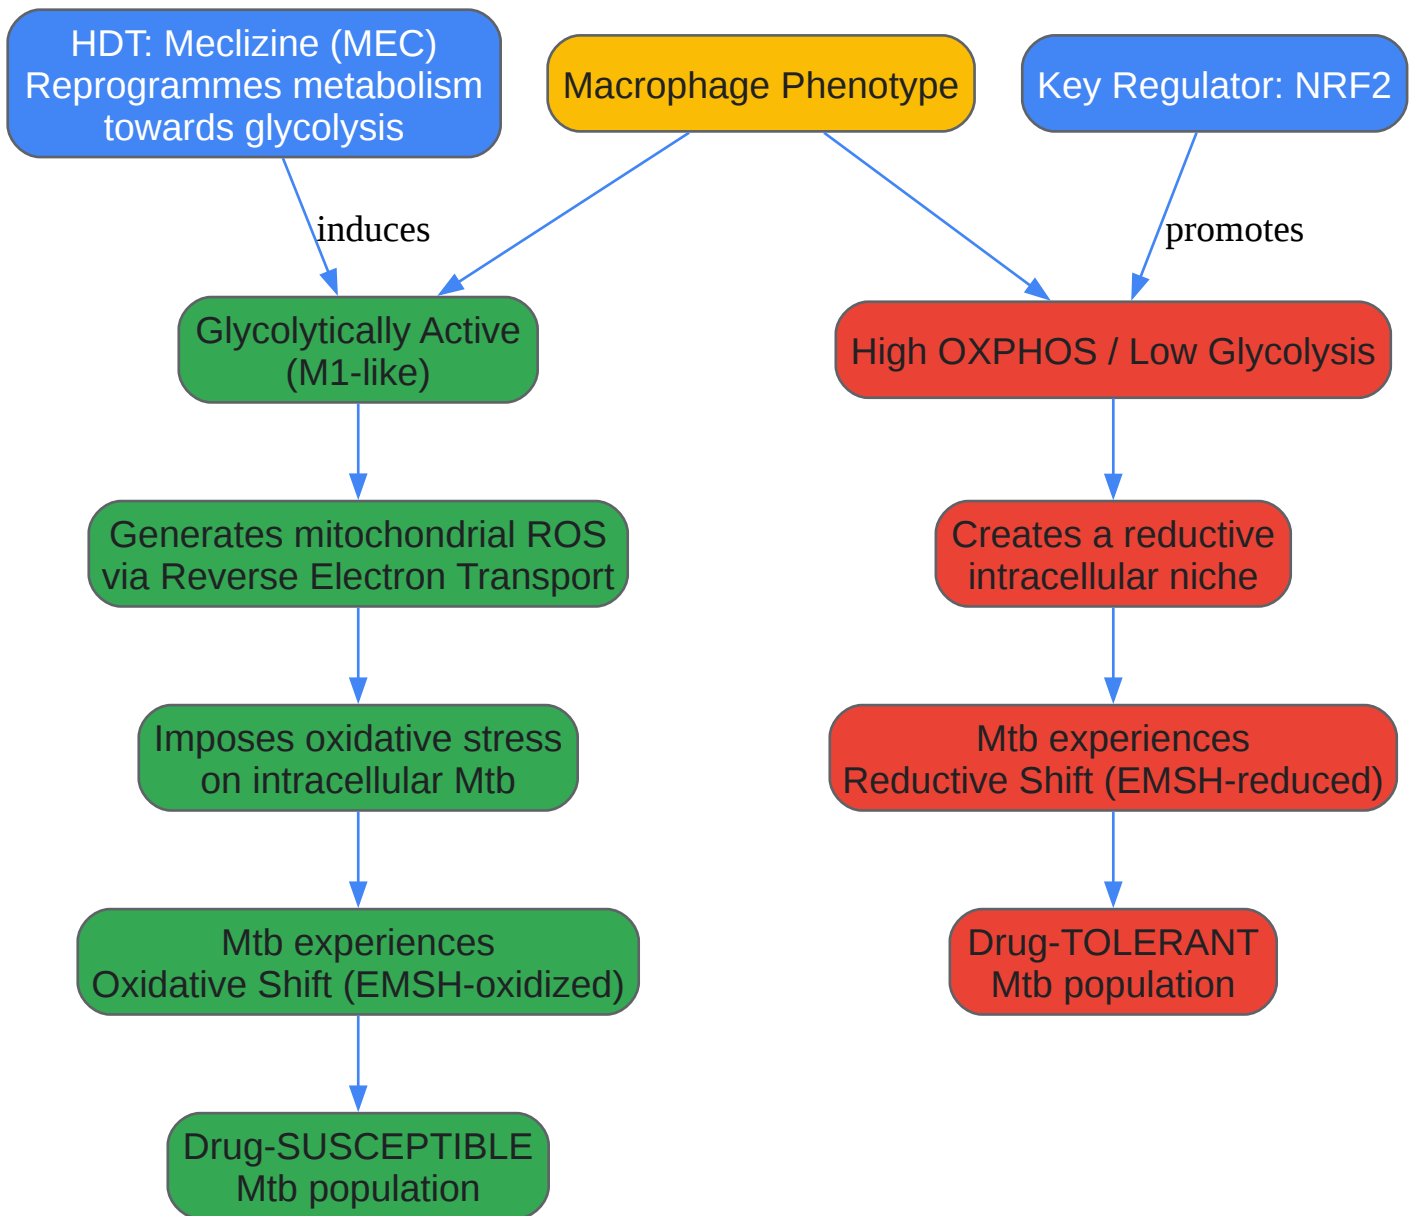 HDT: Meclizine (MEC)
Reprogrammes metabolism
towards glycolysis
Macrophage Phenotype
Key Regulator: NRF2
induces
promotes
Glycolytically Active
(M1-like)
High OXPHOS / Low Glycolysis
Generates mitochondrial ROS
via Reverse Electron Transport
Creates a reductive
intracellular niche
Imposes oxidative stress
on intracellular Mtb
Mtb experiences
Reductive Shift (EMSH-reduced)
Mtb experiences
Oxidative Shift (EMSH-oxidized)
Drug-TOLERANT
Mtb population
Drug-SUSCEPTIBLE
Mtb population